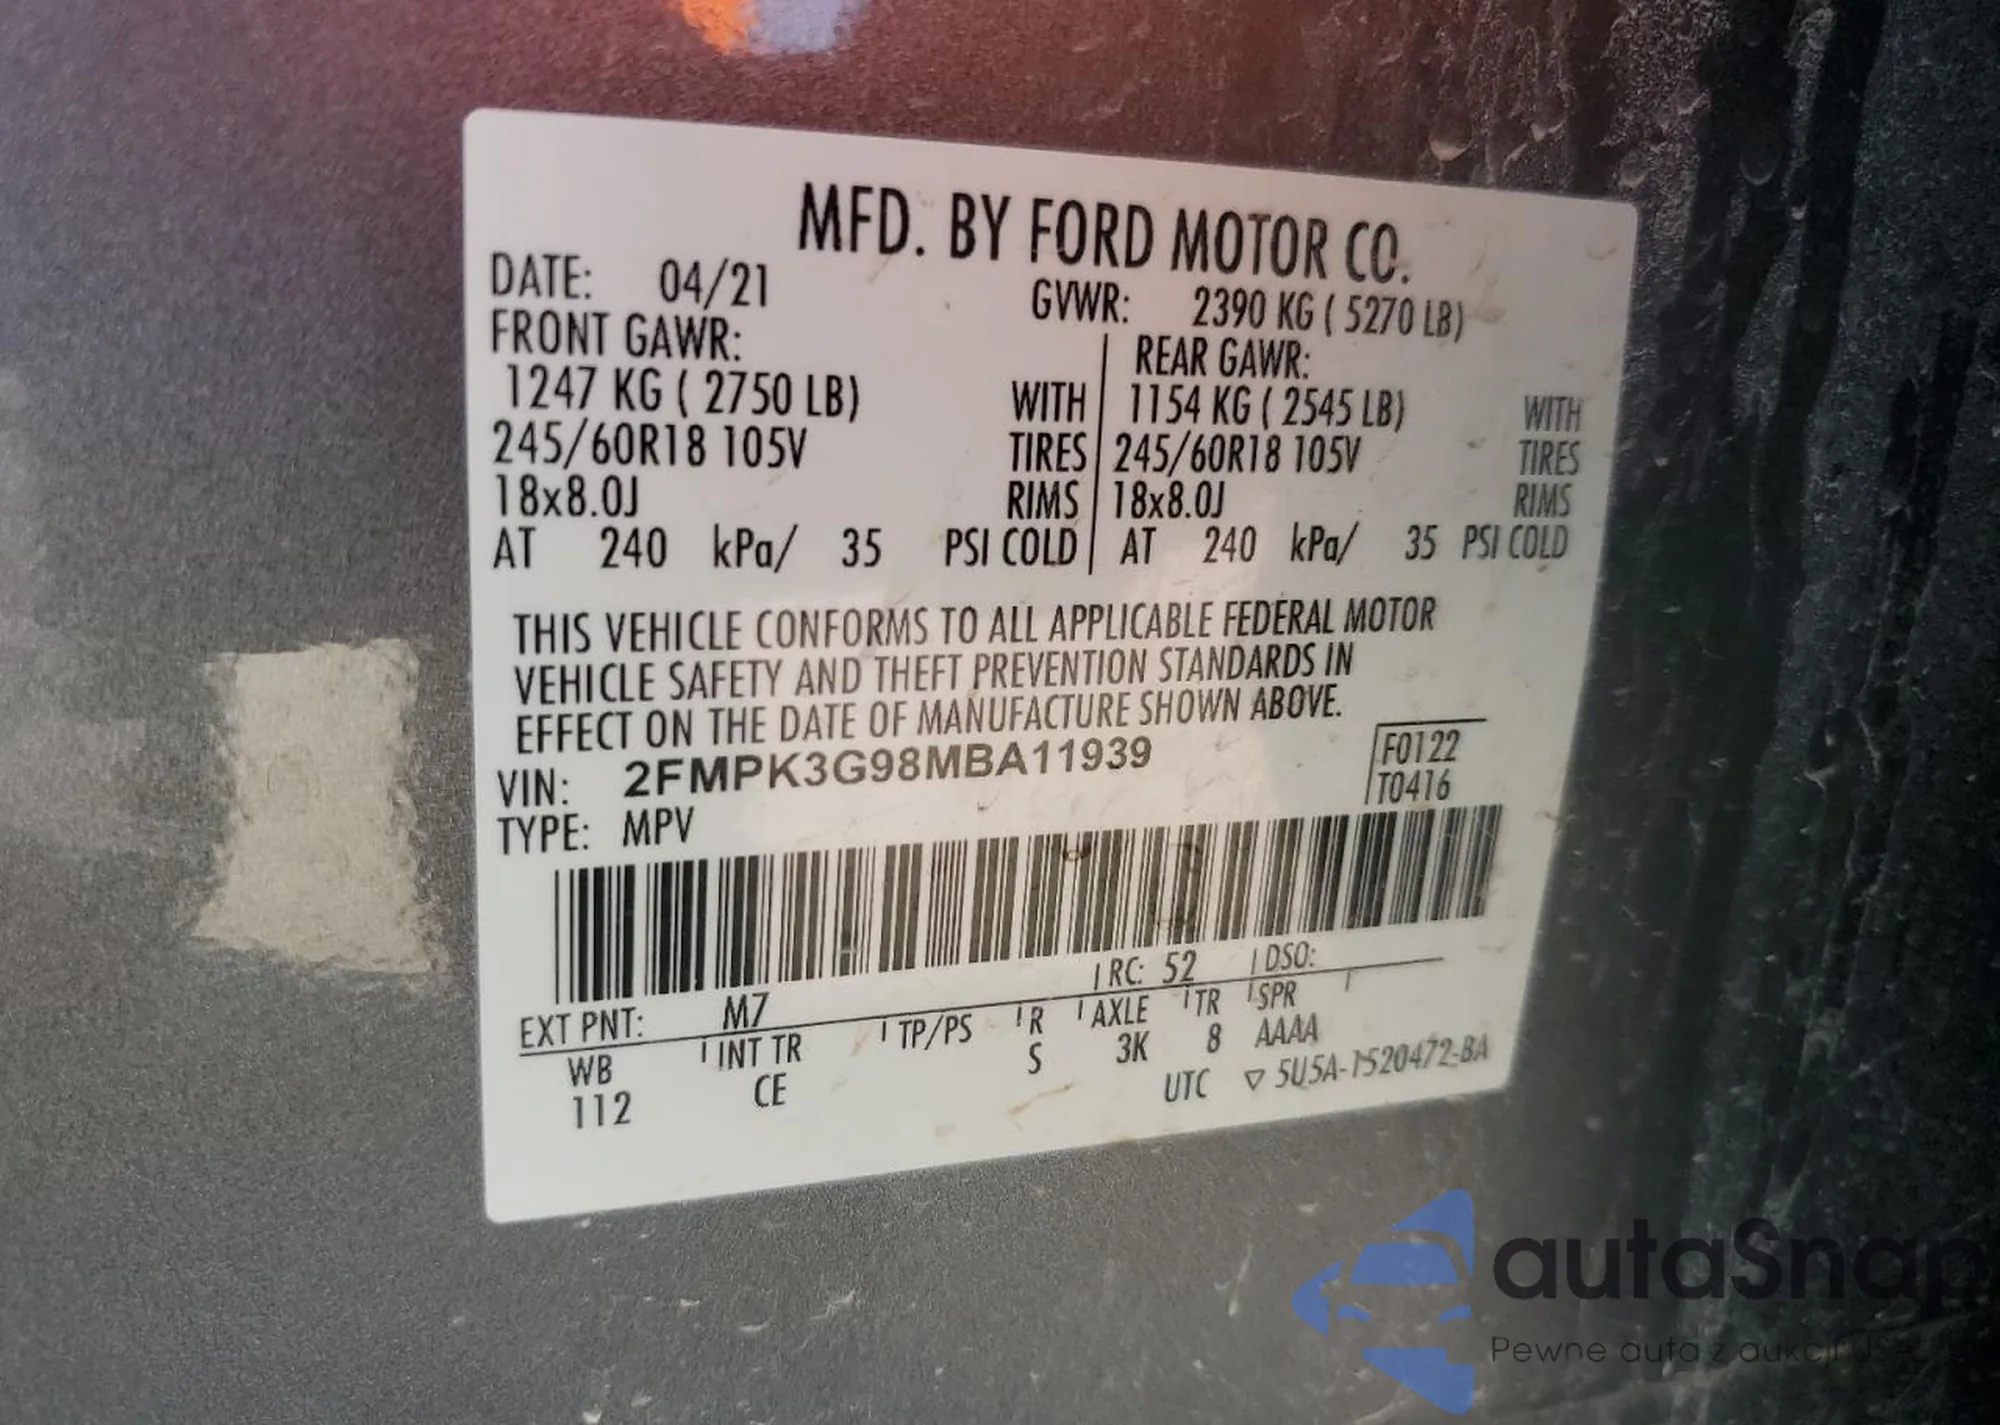 MFD. BY FORD MOTOR CO.
DATE: 04/21 GVWR: 2390 KG ( 5270 LB)
FRONT GAWR: REAR GAWR:
1247 KG ( 2750 LB) WITH 1154 KG ( 2545 LB) WITH
245/60R18 105V TIRES 245/60R18 105V TIRES
18x8.0J RIMS 18x8.0J RIMS
AT 240 kPa/ 35 PSI COLD AT 240 kPa/ 35 PSI COLD
THIS VEHICLE CONFORMS TO ALL APPLICABLE FEDERAL MOTOR
VEHICLE SAFETY AND THEFT PREVENTION STANDARDS IN
EFFECT ON THE DATE OF MANUFACTURE SHOWN ABOVE.
VIN: 2FMPK3G98MBA11939 F0122
TYPE: MPV T0416
EXT PNT: M7 RC: 52 DSO:
WB INT TR TP/PS R AXLE TR SPR
112 CE S 3K 8 AAAA
UTC ▽ 5U5A-1520472-BA
autaSnap
Pewne auta z aukcji